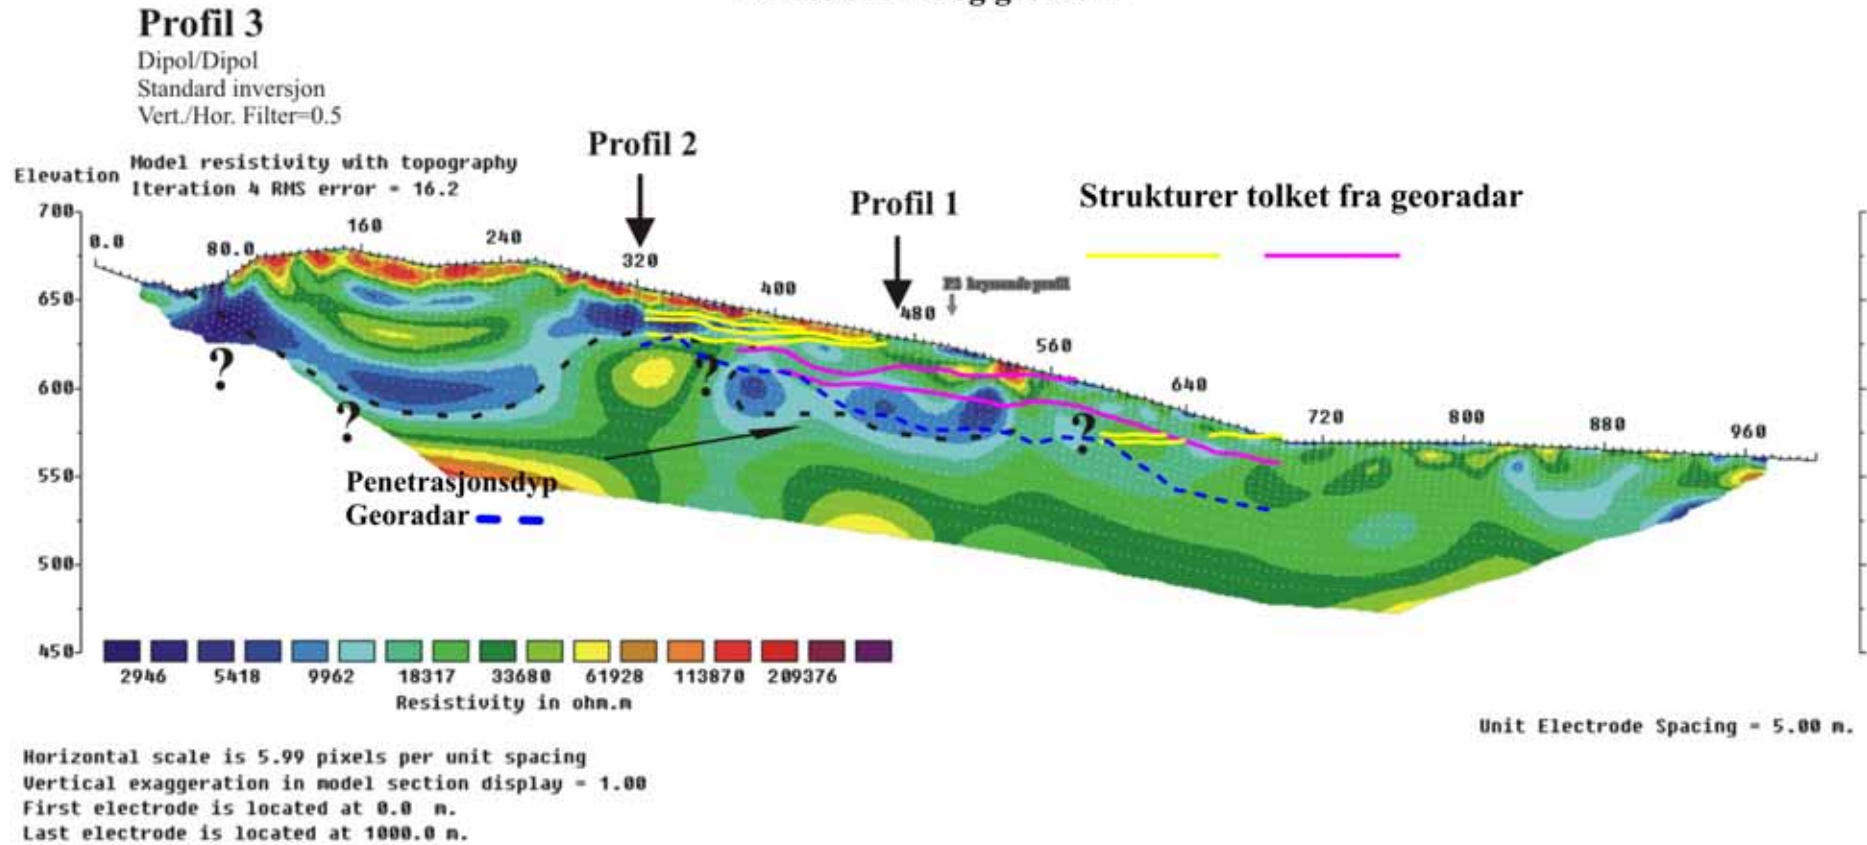 Profil 3
Dipol/Dipol
Standard inversjon
Vert./Hor. Filter=0.5
Profil 2
Profil 1
Strukturer tolket fra georadar
Model resistivity with topography
Elevation
Iteration 4 RMS error = 16.2
700
650
600
550
500
450
0.0
80.0
160
240
320
400
480
560
640
720
800
880
960
?
?
?
?
Penetrasjonsdyp
Georadar
2946 5418 9962 18317 33680 61928 113870 209376
Resistivity in ohm.m
Unit Electrode Spacing = 5.00 m.
Horizontal scale is 5.99 pixels per unit spacing
Vertical exaggeration in model section display = 1.00
First electrode is located at 0.0 m.
Last electrode is located at 1000.0 m.